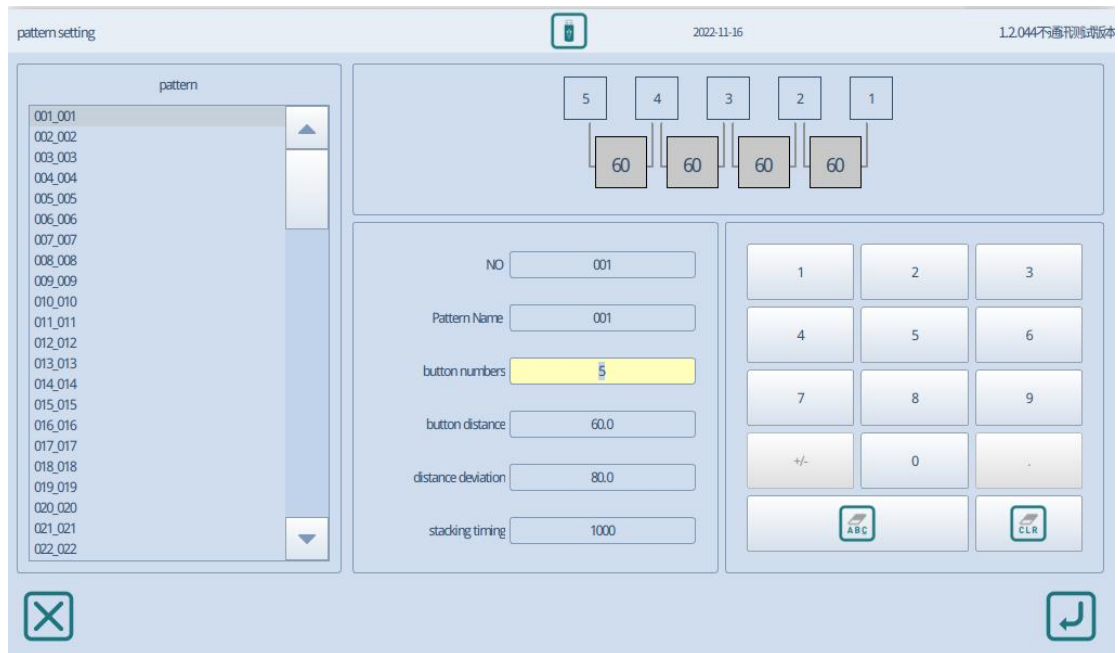 pattern setting
2022-11-16
1.2.044不通用测试版本
pattern
001_001
002_002
003_003
004_004
005_005
006_006
007_007
008_008
009_009
010_010
011_011
012_012
013_013
014_014
015_015
016_016
017_017
018_018
019_019
020_020
021_021
022_022
5 4 3 2 1
60 60 60 60
NO 001
Pattern Name 001
button numbers 5
button distance 60.0
distance deviation 80.0
stacking timing 1000
1 2 3
4 5 6
7 8 9
+/- 0 .
ABC CLR